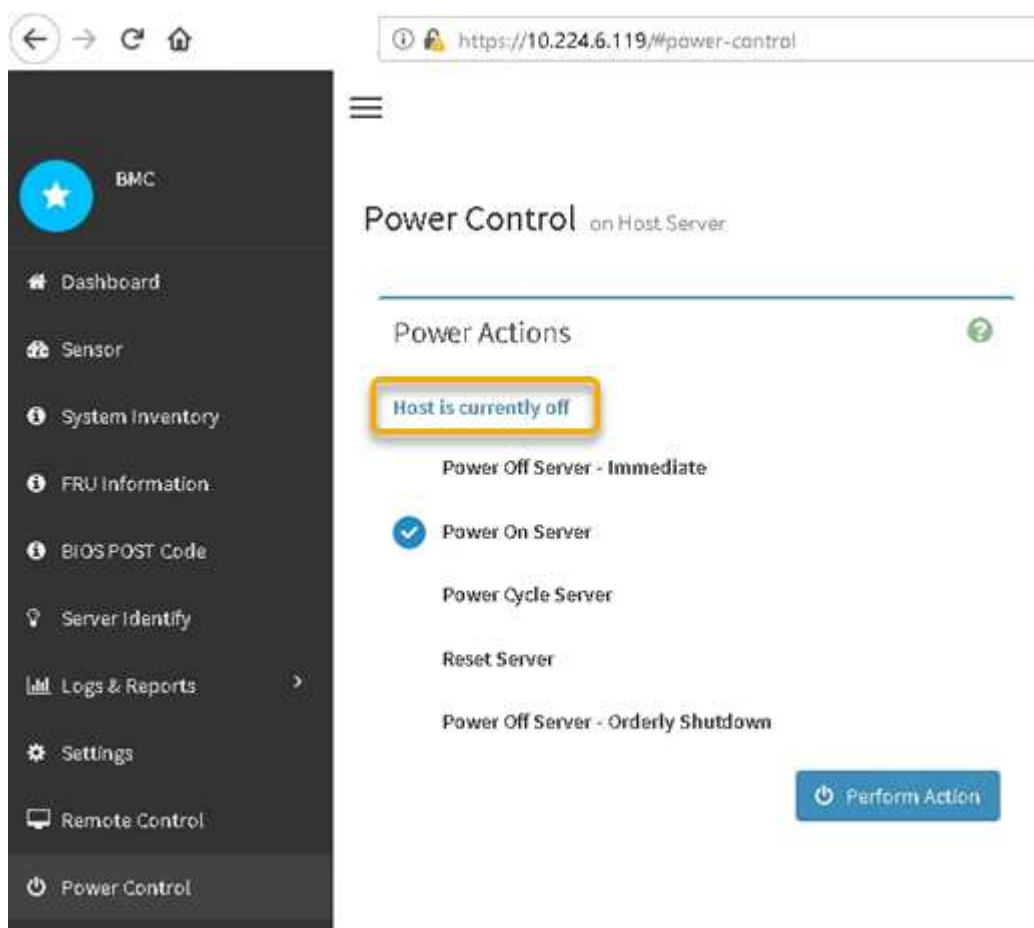 https://10.224.6.119/#power-control
BMC
Dashboard
Sensor
System Inventory
FRU Information
BIOS POST Code
Server Identify
Logs & Reports
Settings
Remote Control
Power Control
Power Control on Host Server
Power Actions
Host is currently off
Power Off Server - Immediate
Power On Server
Power Cycle Server
Reset Server
Power Off Server - Orderly Shutdown
Perform Action